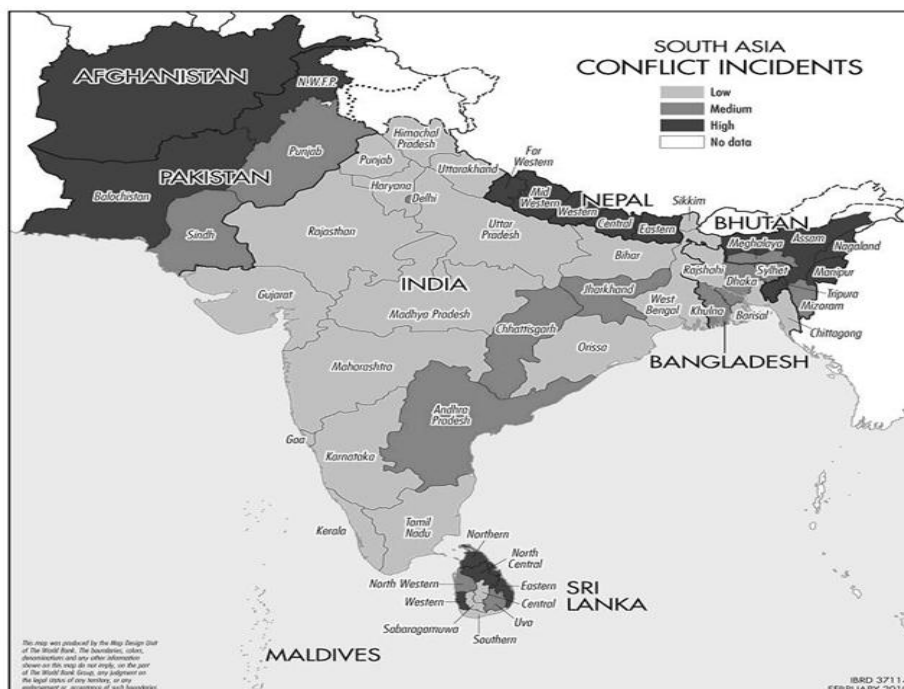 SOUTH ASIA
CONFLICT INCIDENTS
Low
Medium
High
No data
AFGHANISTAN
N.W.F.P.
Punjab
PAKISTAN
Balochistan
Sindh
Himachal
Pradesh
Punjab
Uttarakhand
Haryana
Delhi
Far
Western
Mid
Western
Western
NEPAL
Central
Eastern
Sikkim
BHUTAN
Rajasthan
Uttar
Pradesh
Bihar
Meghalaya
Assam
Nagaland
Manipur
Tripura
Mizoram
Chittagong
Rajshahi
Sylhet
Dhaka
Khulna
Barisal
BANGLADESH
INDIA
Gujarat
Madhya Pradesh
Jharkhand
West
Bengal
Chhattisgarh
Orissa
Maharashtra
Andhra
Pradesh
Goa
Karnataka
Kerala
Tamil
Nadu
Northern
North
Central
North Western
Eastern
SRI
LANKA
Western
Central
Uva
Sabaragamuwa
Southern
MALDIVES
This map was produced by the Map Design Unit
of The World Bank. The boundaries, colors,
denominations and any other information
shown on this map do not imply, on the part
of The World Bank Group, any judgment on
the legal status of any territory, or any
IBRD 3711